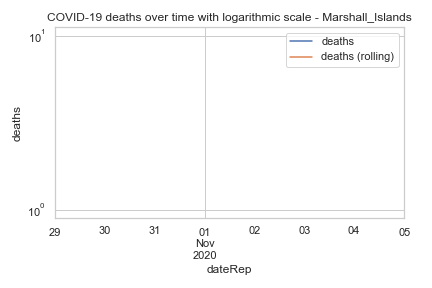 COVID-19 deaths over time with logarithmic scale - Marshall_Islands
10¹
deaths
deaths (rolling)
deaths
10⁰
29 30 31 01 02 03 04 05
Nov
2020
dateRep